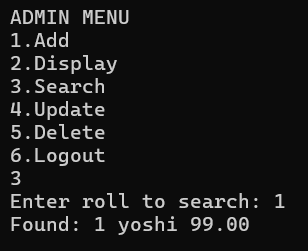 ADMIN MENU
1.Add
2.Display
3.Search
4.Update
5.Delete
6.Logout
3
Enter roll to search: 1
Found: 1 yoshi 99.00